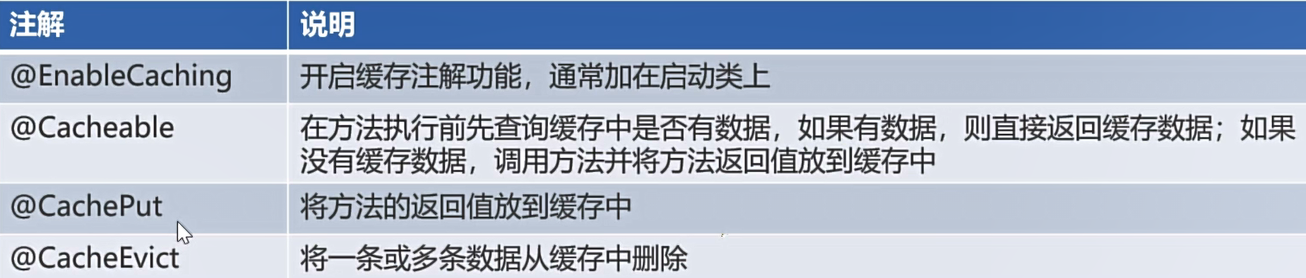 注解 说明
@EnableCaching 开启缓存注解功能，通常加在启动类上
@Cacheable 在方法执行前先查询缓存中是否有数据，如果有数据，则直接返回缓存数据；如果
没有缓存数据，调用方法并将方法返回值放到缓存中
@CachePut 将方法的返回值放到缓存中
@CacheEvict 将一条或多条数据从缓存中删除